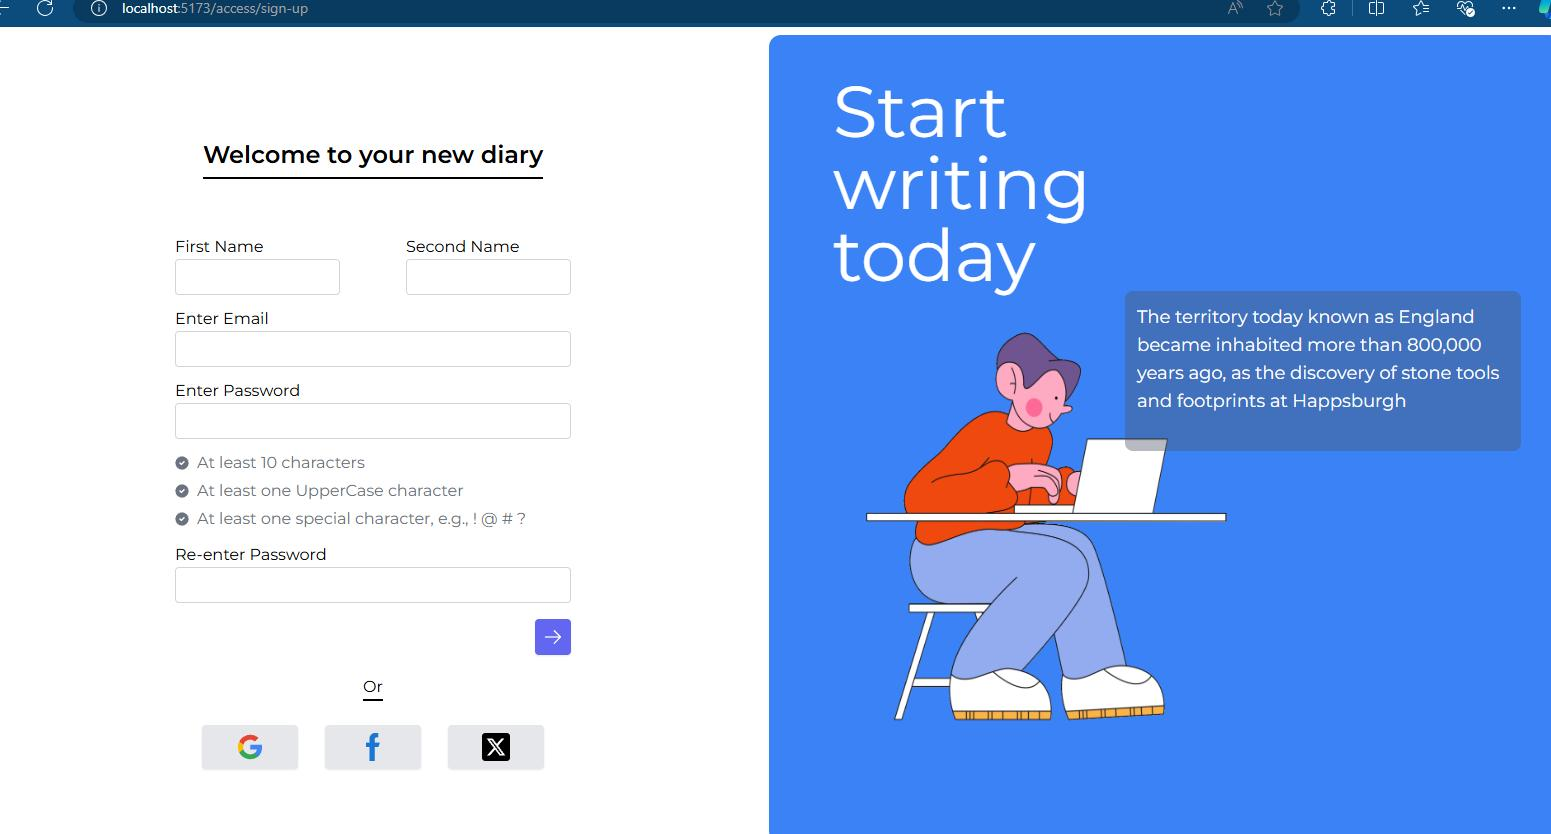 localhost:5173/access/sign-up
Welcome to your new diary
First Name
Second Name
Enter Email
Enter Password
At least 10 characters
At least one UpperCase character
At least one special character, e.g., ! @ # ?
Re-enter Password
Or
Start
writing
today
The territory today known as England
became inhabited more than 800,000
years ago, as the discovery of stone tools
and footprints at Happsburgh